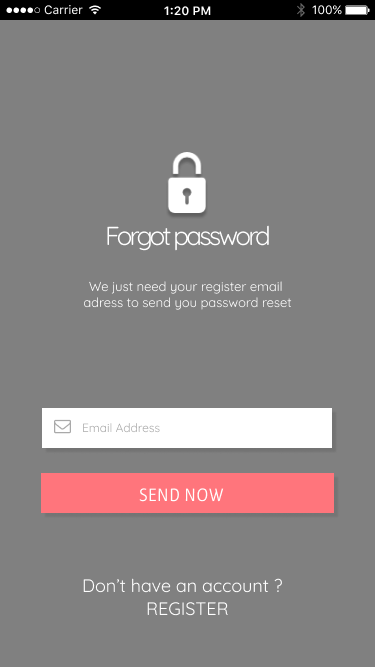 Carrier 1:20 PM 100%
Forgot password
We just need your register email
adress to send you password reset
Email Address
SEND NOW
Don't have an account ?
REGISTER